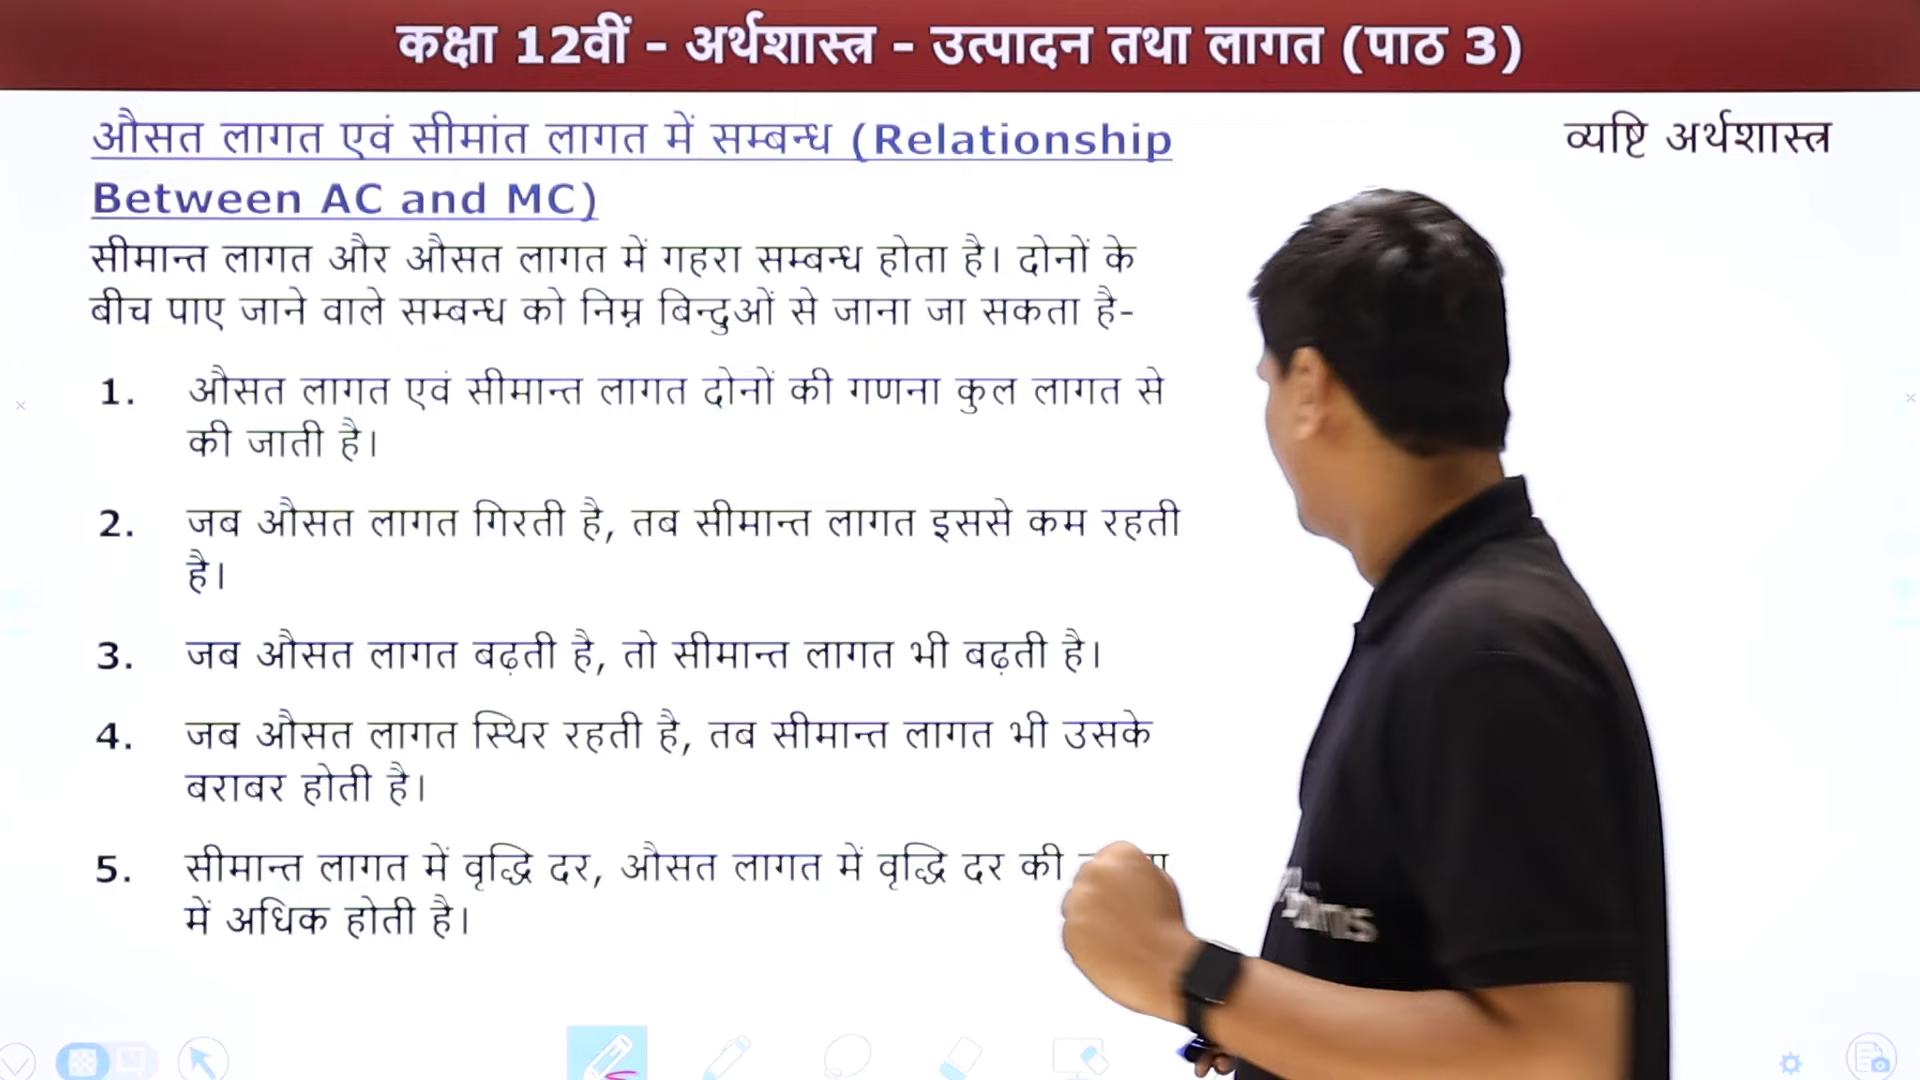 कक्षा 12वीं - अर्थशास्त्र - उत्पादन तथा लागत (पाठ 3)
औसत लागत एवं सीमांत लागत में सम्बन्ध (Relationship
व्यष्टि अर्थशास्त्र
Between AC and MC)
सीमान्त लागत और औसत लागत में गहरा सम्बन्ध होता है। दोनों के
बीच पाए जाने वाले सम्बन्ध को निम्न बिन्दुओं से जाना जा सकता है-
1. औसत लागत एवं सीमान्त लागत दोनों की गणना कुल लागत से
की जाती है।
2. जब औसत लागत गिरती है, तब सीमान्त लागत इससे कम रहती
है।
3. जब औसत लागत बढ़ती है, तो सीमान्त लागत भी बढ़ती है।
4. जब औसत लागत स्थिर रहती है, तब सीमान्त लागत भी उसके
बराबर होती है।
5. सीमान्त लागत में वृद्धि दर, औसत लागत में वृद्धि दर की
में अधिक होती है।